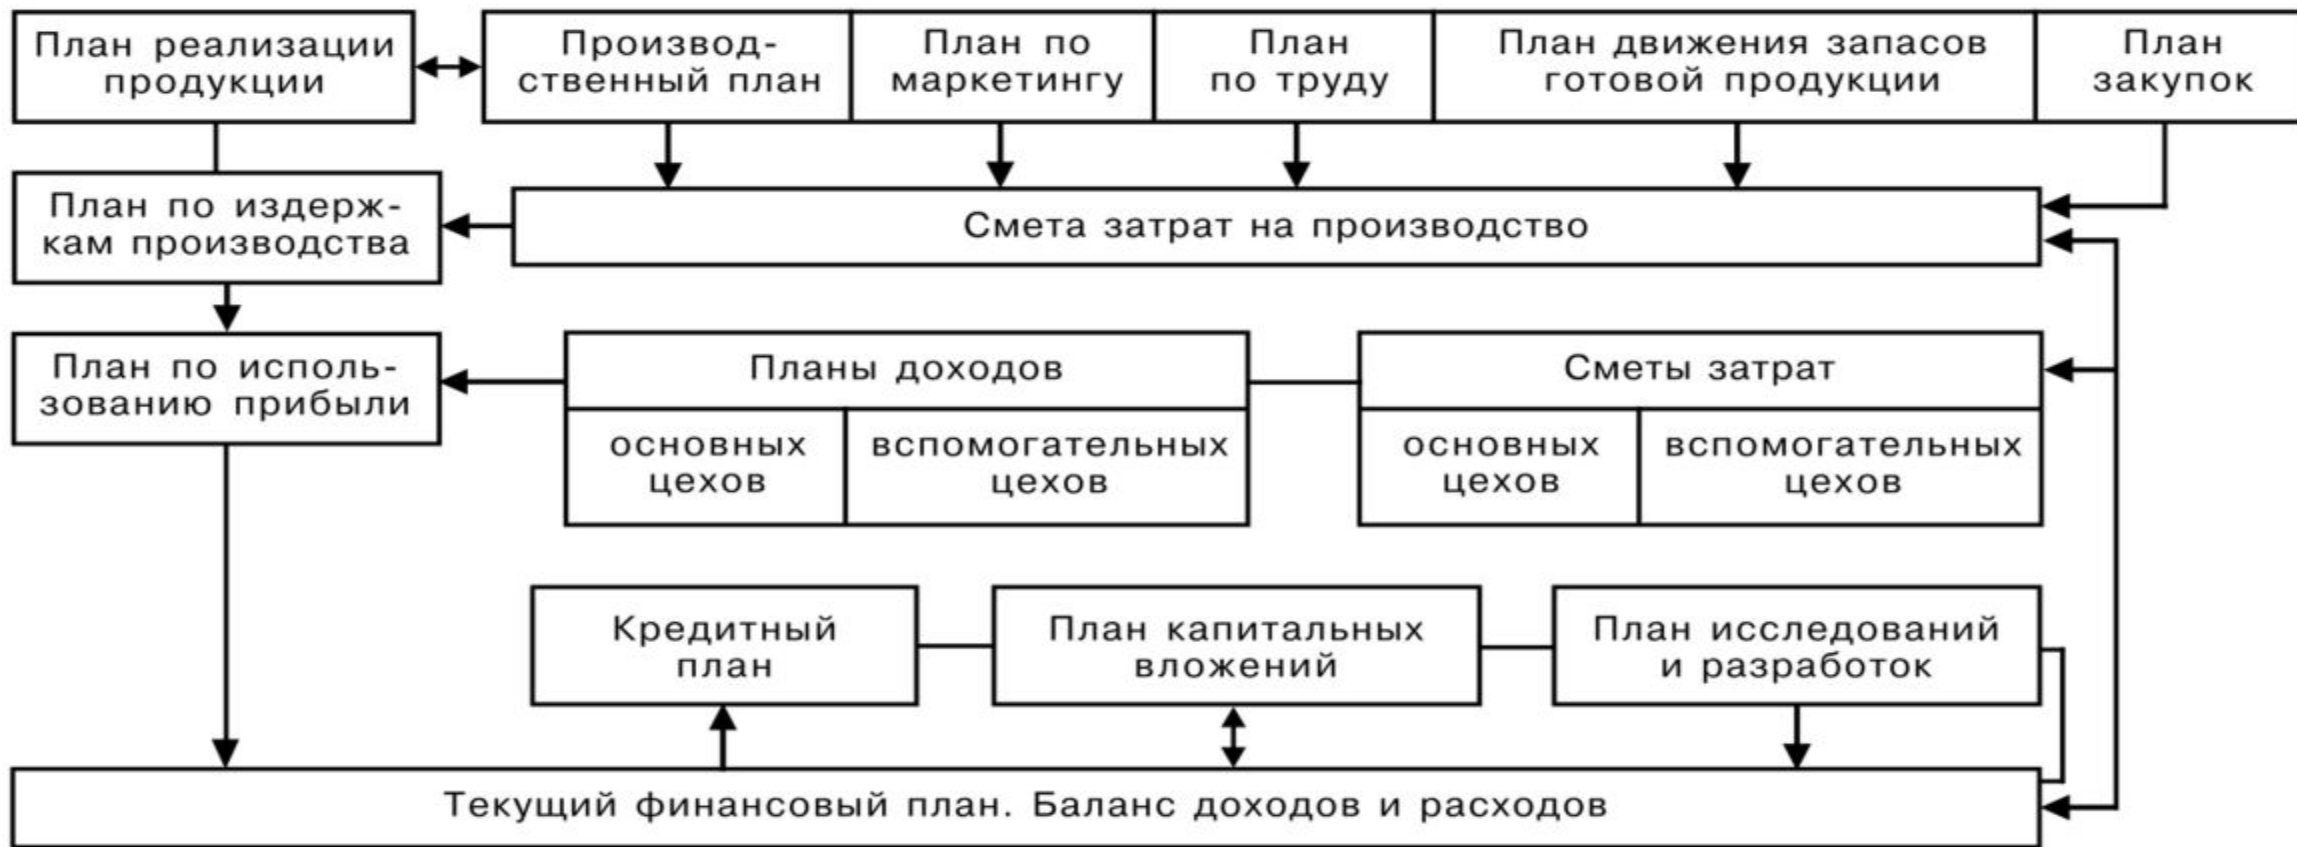 План реализации
продукции
Производ-
ственный план
План по
маркетингу
План
по труду
План движения запасов
готовой продукции
План
закупок
План по издерж-
кам производства
Смета затрат на производство
План по исполь-
зованию прибыли
Планы доходов
основных
цехов
вспомогательных
цехов
Сметы затрат
основных
цехов
вспомогательных
цехов
Кредитный
план
План капитальных
вложений
План исследований
и разработок
Текущий финансовый план. Баланс доходов и расходов